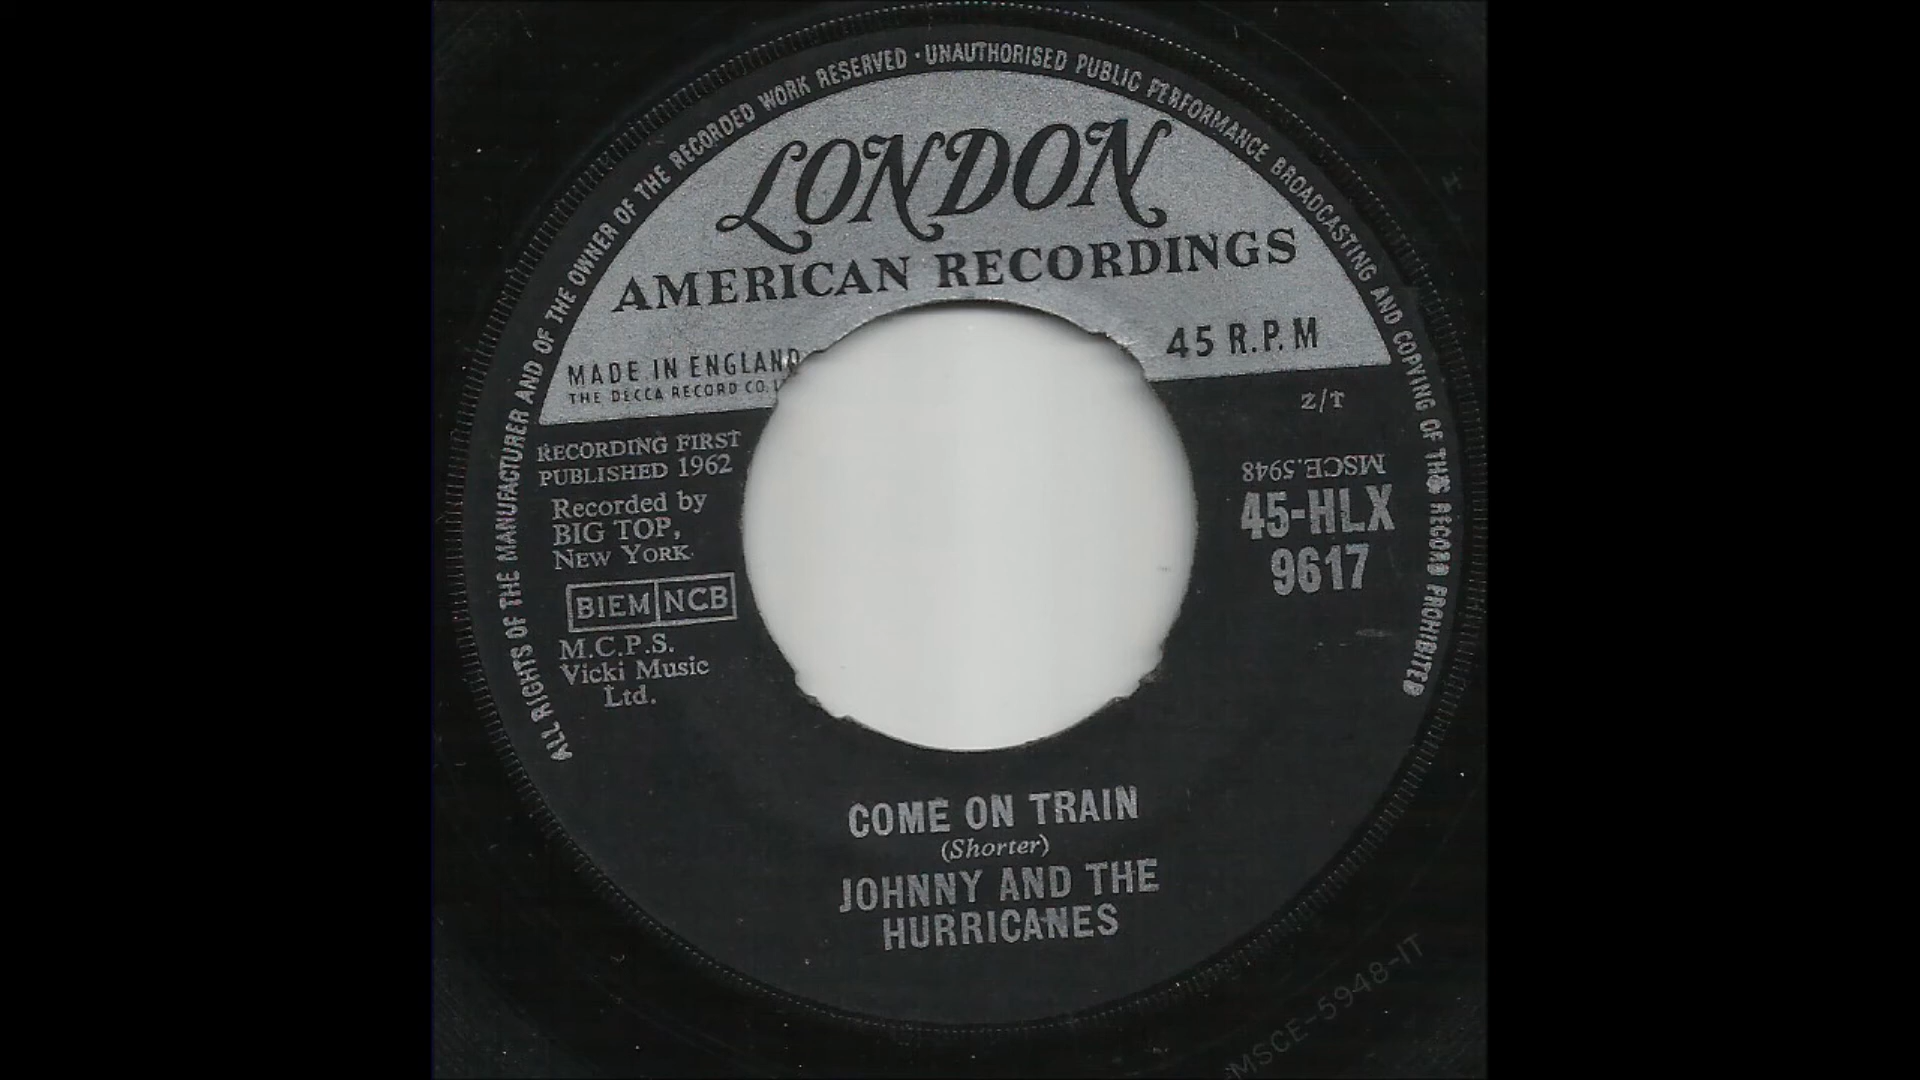 ALL RIGHTS OF THE MANUFACTURER AND OF THE OWNER OF THE RECORDED WORK RESERVED · UNAUTHORISED PUBLIC PERFORMANCE BROADCASTING AND COPYING OF THIS RECORD PROHIBITED
LONDON
AMERICAN RECORDINGS
MADE IN ENGLAND
THE DECCA RECORD CO.
45 R.P.M
Z/T
RECORDING FIRST
PUBLISHED 1962
Recorded by
BIG TOP,
NEW YORK
BIEM NCB
M.C.P.S.
Vicki Music
Ltd.
MSCE.5948
45-HLX
9617
COME ON TRAIN
(Shorter)
JOHNNY AND THE
HURRICANES
MSCE-5948-1T